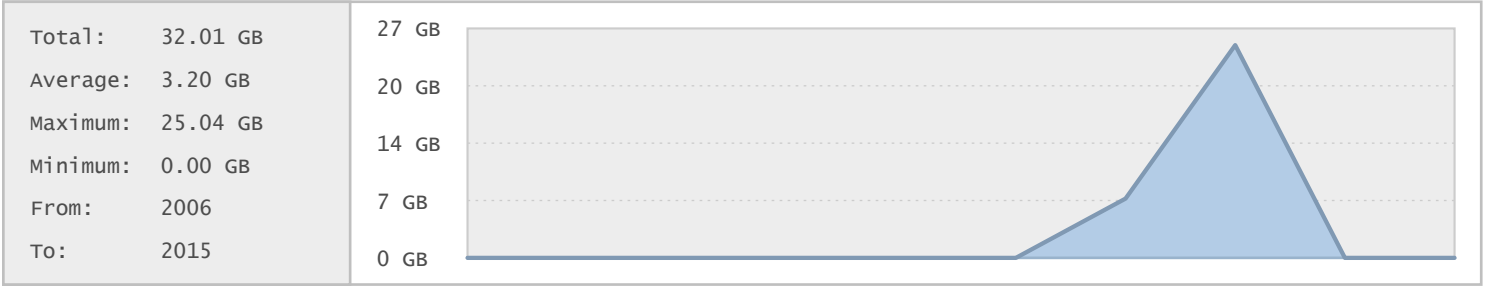 Total: 32.01 GB
Average: 3.20 GB
Maximum: 25.04 GB
Minimum: 0.00 GB
From: 2006
To: 2015
27 GB
20 GB
14 GB
7 GB
0 GB